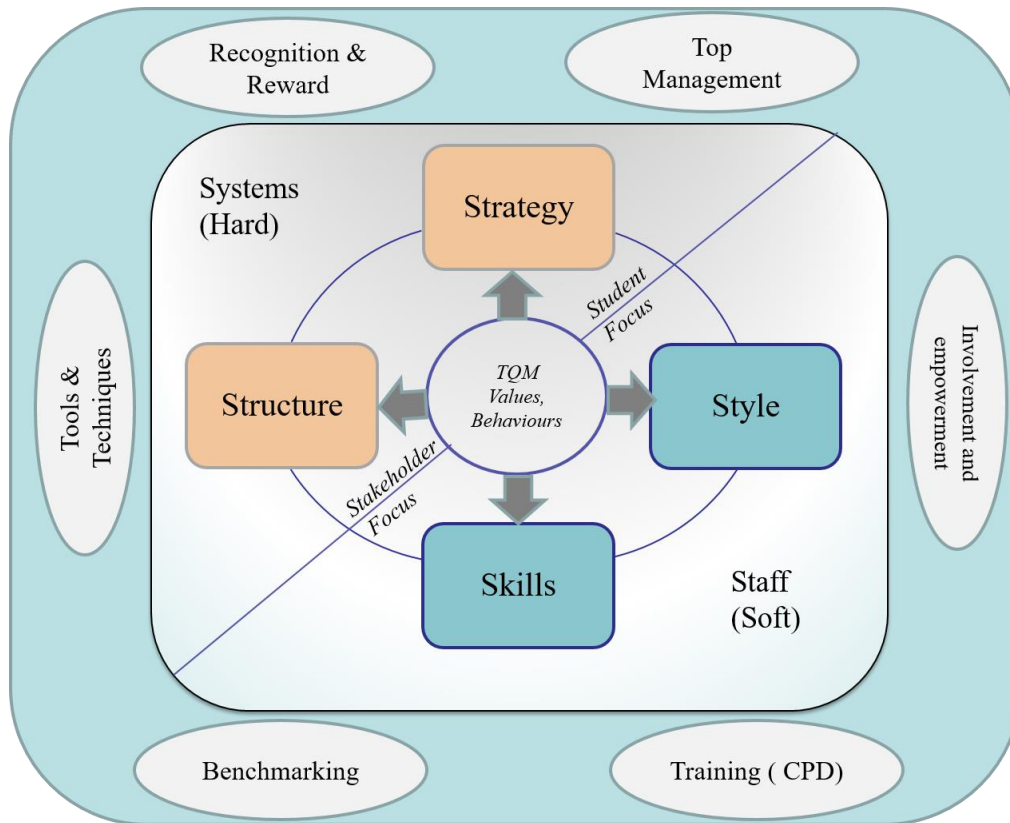 Recognition &
Reward
Top
Management
Systems
(Hard)
Strategy
Student
Focus
Tools &
Techniques
Structure
TQM
Values,
Behaviours
Style
Involvement and
empowerment
Stakeholder
Focus
Skills
Staff
(Soft)
Benchmarking
Training ( CPD)